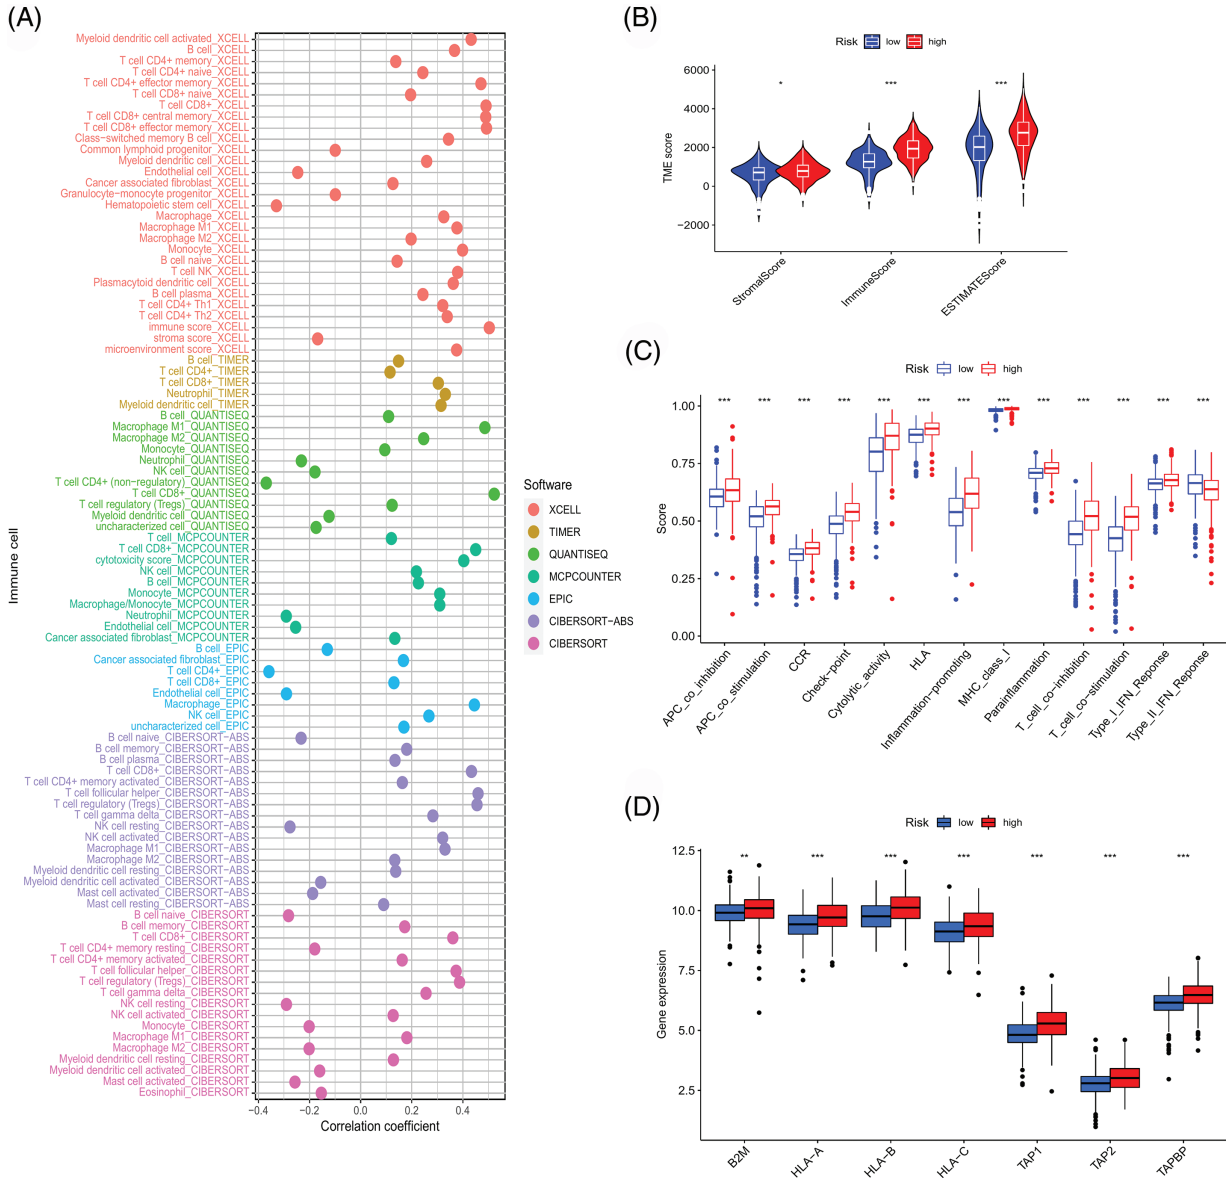 (A)
Immune cell
Myeloid dendritic cell activated_XCELL
B cell_XCELL
T cell CD4+ memory_XCELL
T cell CD4+ naive_XCELL
T cell CD4+ effector memory_XCELL
T cell CD8+ naive_XCELL
T cell CD8+_XCELL
T cell CD8+ central memory_XCELL
T cell CD8+ effector memory_XCELL
Class-switched memory B cell_XCELL
Common lymphoid progenitor_XCELL
Myeloid dendritic cell_XCELL
Endothelial cell_XCELL
Cancer associated fibroblast_XCELL
Granulocyte-monocyte progenitor_XCELL
Hematopoietic stem cell_XCELL
Macrophage_XCELL
Macrophage M1_XCELL
Macrophage M2_XCELL
Monocyte_XCELL
B cell naive_XCELL
T cell NK_XCELL
Plasmacytoid dendritic cell_XCELL
B cell plasma_XCELL
T cell CD4+ Th1_XCELL
T cell CD4+ Th2_XCELL
immune score_XCELL
stroma score_XCELL
microenvironment score_XCELL
B cell_TIMER
T cell CD4+_TIMER
T cell CD8+_TIMER
Neutrophil_TIMER
Myeloid dendritic cell_TIMER
B cell_QUANTISEQ
Macrophage M1_QUANTISEQ
Macrophage M2_QUANTISEQ
Monocyte_QUANTISEQ
Neutrophil_QUANTISEQ
NK cell_QUANTISEQ
T cell CD4+ (non-regulatory)_QUANTISEQ
T cell CD8+_QUANTISEQ
T cell regulatory (Tregs)_QUANTISEQ
Myeloid dendritic cell_QUANTISEQ
uncharacterized cell_QUANTISEQ
T cell_MCPCOUNTER
T cell CD8+_MCPCOUNTER
cytotoxicity score_MCPCOUNTER
NK cell_MCPCOUNTER
B cell_MCPCOUNTER
Monocyte_MCPCOUNTER
Macrophage/Monocyte_MCPCOUNTER
Neutrophil_MCPCOUNTER
Endothelial cell_MCPCOUNTER
Cancer associated fibroblast_MCPCOUNTER
B cell_EPIC
Cancer associated fibroblast_EPIC
T cell CD4+_EPIC
T cell CD8+_EPIC
Endothelial cell_EPIC
Macrophage_EPIC
NK cell_EPIC
uncharacterized cell_EPIC
B cell naive_CIBERSORT-ABS
B cell memory_CIBERSORT-ABS
B cell plasma_CIBERSORT-ABS
T cell CD8+_CIBERSORT-ABS
T cell CD4+ memory activated_CIBERSORT-ABS
T cell follicular helper_CIBERSORT-ABS
T cell regulatory (Tregs)_CIBERSORT-ABS
T cell gamma delta_CIBERSORT-ABS
NK cell resting_CIBERSORT-ABS
NK cell activated_CIBERSORT-ABS
Macrophage M1_CIBERSORT-ABS
Macrophage M2_CIBERSORT-ABS
Myeloid dendritic cell resting_CIBERSORT-ABS
Myeloid dendritic cell activated_CIBERSORT-ABS
Mast cell activated_CIBERSORT-ABS
Mast cell resting_CIBERSORT-ABS
B cell naive_CIBERSORT
B cell memory_CIBERSORT
T cell CD8+_CIBERSORT
T cell CD4+ memory resting_CIBERSORT
T cell CD4+ memory activated_CIBERSORT
T cell follicular helper_CIBERSORT
T cell regulatory (Tregs)_CIBERSORT
T cell gamma delta_CIBERSORT
NK cell resting_CIBERSORT
NK cell activated_CIBERSORT
Monocyte_CIBERSORT
Macrophage M1_CIBERSORT
Macrophage M2_CIBERSORT
Myeloid dendritic cell resting_CIBERSORT
Myeloid dendritic cell activated_CIBERSORT
Mast cell activated_CIBERSORT
Eosinophil_CIBERSORT
-0.4 -0.2 0.0 0.2 0.4
Correlation coefficient
Software
XCELL
TIMER
QUANTISEQ
MCPCOUNTER
EPIC
CIBERSORT-ABS
CIBERSORT
(B)
Risk low high
TME score
6000
4000
2000
0
-2000
* *** ***
StromalScore
ImmuneScore
ESTIMATEScore
(C)
Risk low high
Score
1.00
0.75
0.50
0.25
0.00
*** *** *** *** *** *** *** *** *** *** *** *** ***
APC_co_inhibition
APC_co_stimulation
CCR
Check-point
Cytolytic_activity
HLA
Inflammation-promoting
MHC_class_I
Parainflammation
T_cell_co-inhibition
T_cell_co-stimulation
Type_I_IFN_Reponse
Type_II_IFN_Reponse
(D)
Risk low high
Gene expression
12.5
10.0
7.5
5.0
2.5
** *** *** *** *** *** ***
B2M
HLA-A
HLA-B
HLA-C
TAP1
TAP2
TAPBP